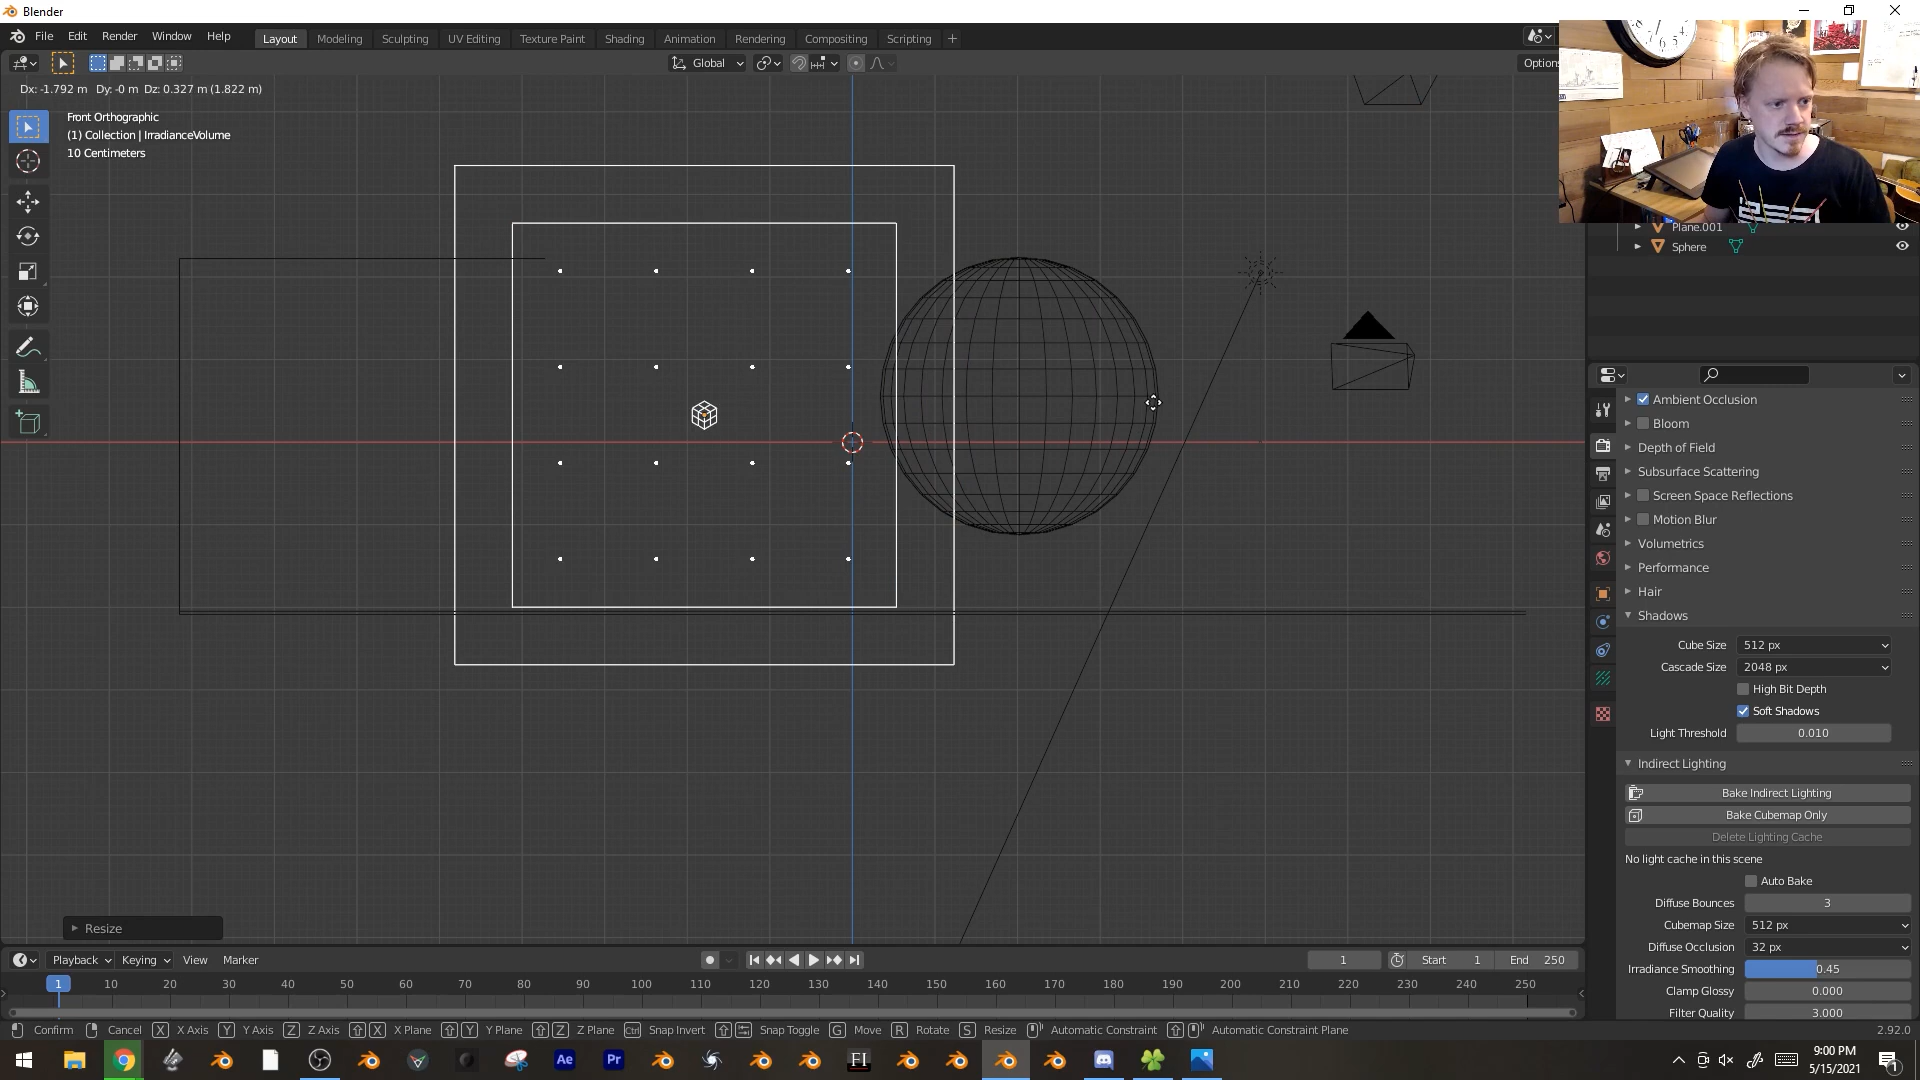 Blender
File Edit Render Window Help
Layout Modeling Sculpting UV Editing Texture Paint Shading Animation Rendering Compositing Scripting
Global
Options
Dx: -1.792 m Dy: -0 m Dz: 0.327 m (1.822 m)
Front Orthographic
(1) Collection | IrradianceVolume
10 Centimeters
Plane.001
Sphere
Ambient Occlusion
Bloom
Depth of Field
Subsurface Scattering
Screen Space Reflections
Motion Blur
Volumetrics
Performance
Hair
Shadows
Cube Size 512 px
Cascade Size 2048 px
High Bit Depth
Soft Shadows
Light Threshold 0.010
Indirect Lighting
Bake Indirect Lighting
Bake Cubemap Only
Delete Lighting Cache
No light cache in this scene
Auto Bake
Diffuse Bounces 3
Cubemap Size 512 px
Diffuse Occlusion 32 px
Irradiance Smoothing 0.45
Clamp Glossy 0.000
Filter Quality 3.000
Resize
Playback Keying View Marker
1 Start 1 End 250
1 10 20 30 40 50 60 70 80 90 100 110 120 130 140 150 160 170 180 190 200 210 220 230 240 250
Confirm Cancel X X Axis Y Y Axis Z Z Axis X X Plane Y Y Plane Z Z Plane Ctrl Snap Invert Snap Toggle G Move R Rotate S Resize Automatic Constraint Automatic Constraint Plane 2.92.0
Ae Pr FI
9:00 PM
5/15/2021
1